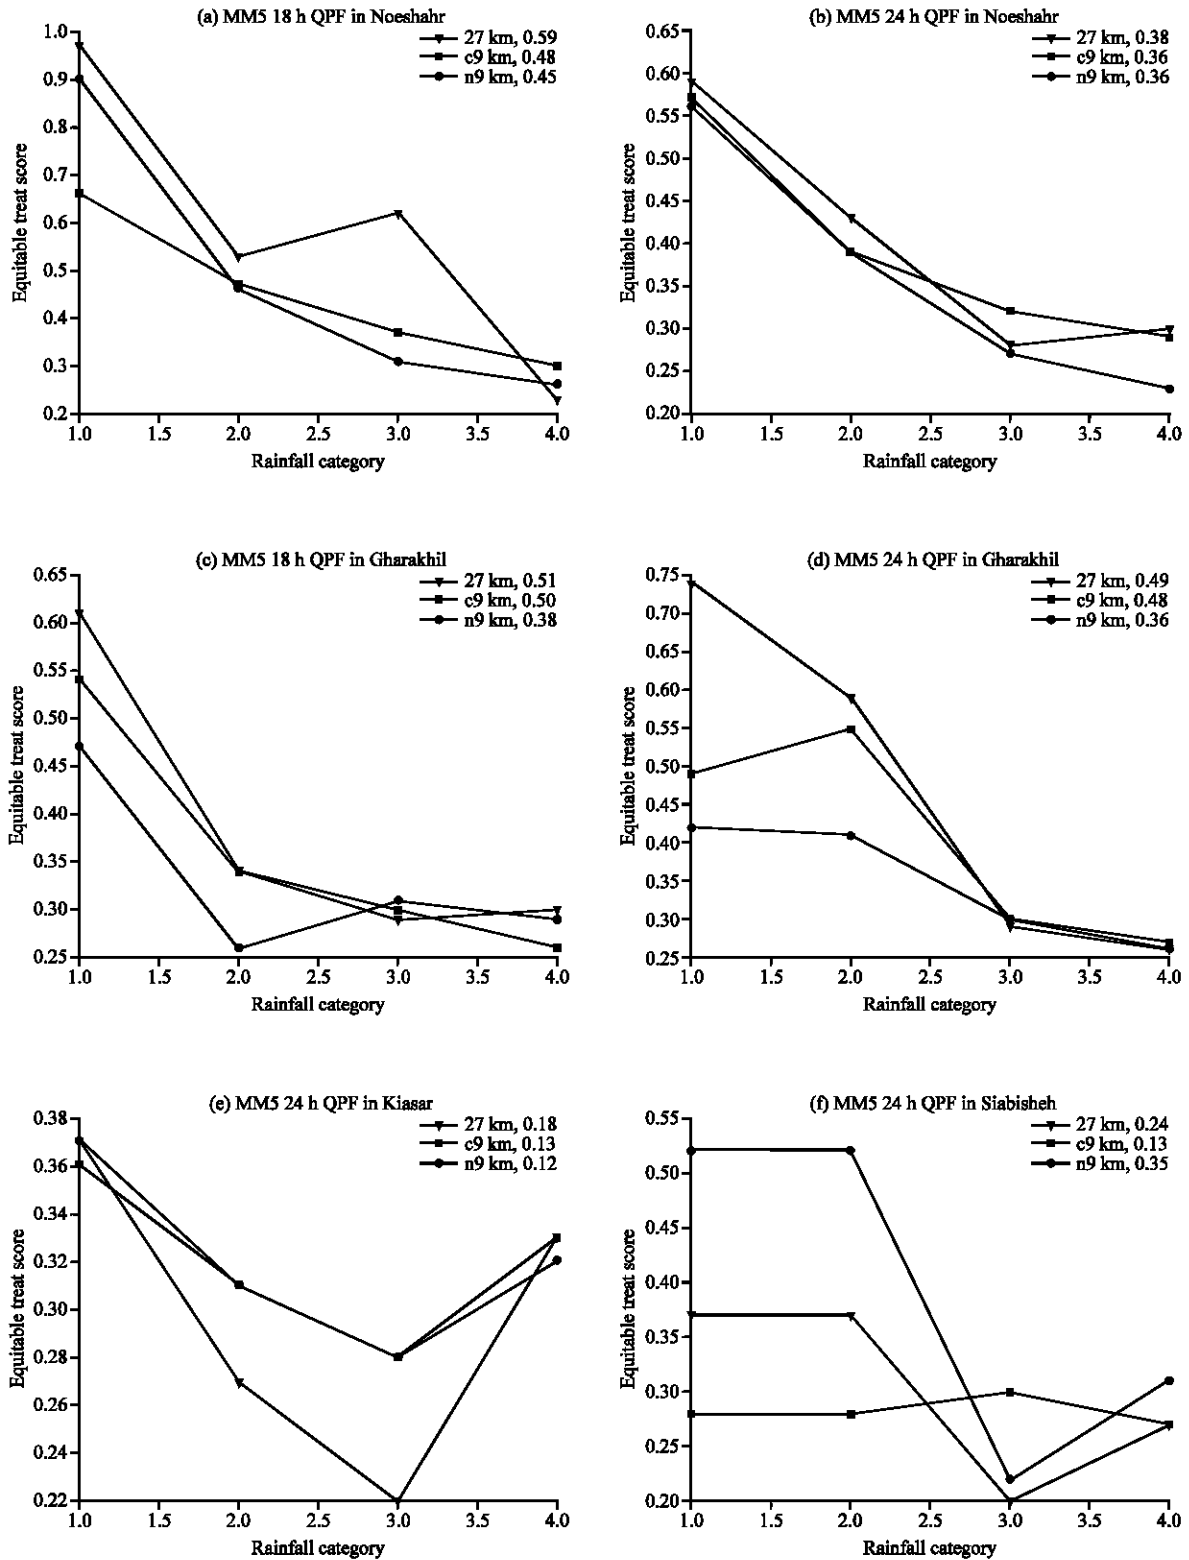 (a) MM5 18 h QPF in Noeshahr
27 km, 0.59
c9 km, 0.48
n9 km, 0.45
Equitable treat score
1.0
0.9
0.8
0.7
0.6
0.5
0.4
0.3
0.2
1.0 1.5 2.0 2.5 3.0 3.5 4.0
Rainfall category
(b) MM5 24 h QPF in Noeshahr
27 km, 0.38
c9 km, 0.36
n9 km, 0.36
Equitable treat score
0.65
0.60
0.55
0.50
0.45
0.40
0.35
0.30
0.25
0.20
1.0 1.5 2.0 2.5 3.0 3.5 4.0
Rainfall category
(c) MM5 18 h QPF in Gharakhil
27 km, 0.51
c9 km, 0.50
n9 km, 0.38
Equitable treat score
0.65
0.60
0.55
0.50
0.45
0.40
0.35
0.30
0.25
1.0 1.5 2.0 2.5 3.0 3.5 4.0
Rainfall category
(d) MM5 24 h QPF in Gharakhil
27 km, 0.49
c9 km, 0.48
n9 km, 0.36
Equitable treat score
0.75
0.70
0.65
0.60
0.55
0.50
0.45
0.40
0.35
0.30
0.25
1.0 1.5 2.0 2.5 3.0 3.5 4.0
Rainfall category
(e) MM5 24 h QPF in Kiasar
27 km, 0.18
c9 km, 0.13
n9 km, 0.12
Equitable treat score
0.38
0.36
0.34
0.32
0.30
0.28
0.26
0.24
0.22
1.0 1.5 2.0 2.5 3.0 3.5 4.0
Rainfall category
(f) MM5 24 h QPF in Siabisheh
27 km, 0.24
c9 km, 0.13
n9 km, 0.35
Equitable treat score
0.55
0.50
0.45
0.40
0.35
0.30
0.25
0.20
1.0 1.5 2.0 2.5 3.0 3.5 4.0
Rainfall category